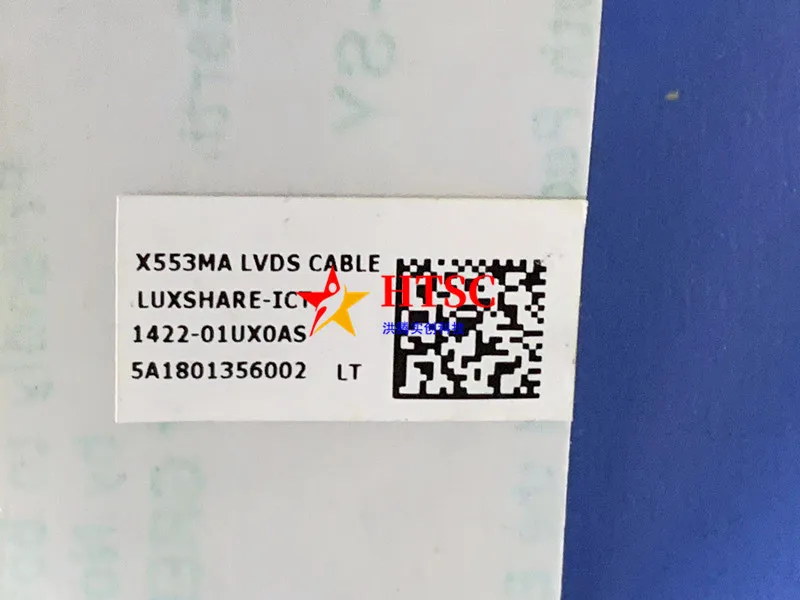 X553MA LVDS CABLE
LUXSHARE-ICT
1422-01UX0AS
5A1801356002 LT
HTSC